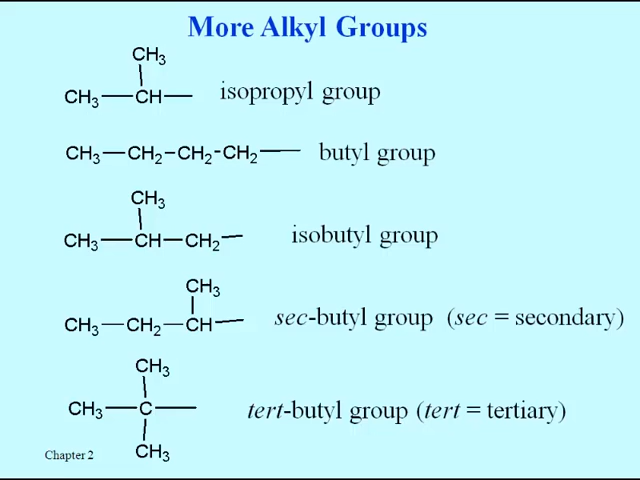 More Alkyl Groups
CH3
CH3—CH— isopropyl group
CH3—CH2–CH2-CH2— butyl group
CH3
CH3—CH—CH2– isobutyl group
CH3
CH3—CH2—CH— sec-butyl group (sec = secondary)
CH3
CH3—C— tert-butyl group (tert = tertiary)
CH3
Chapter 2